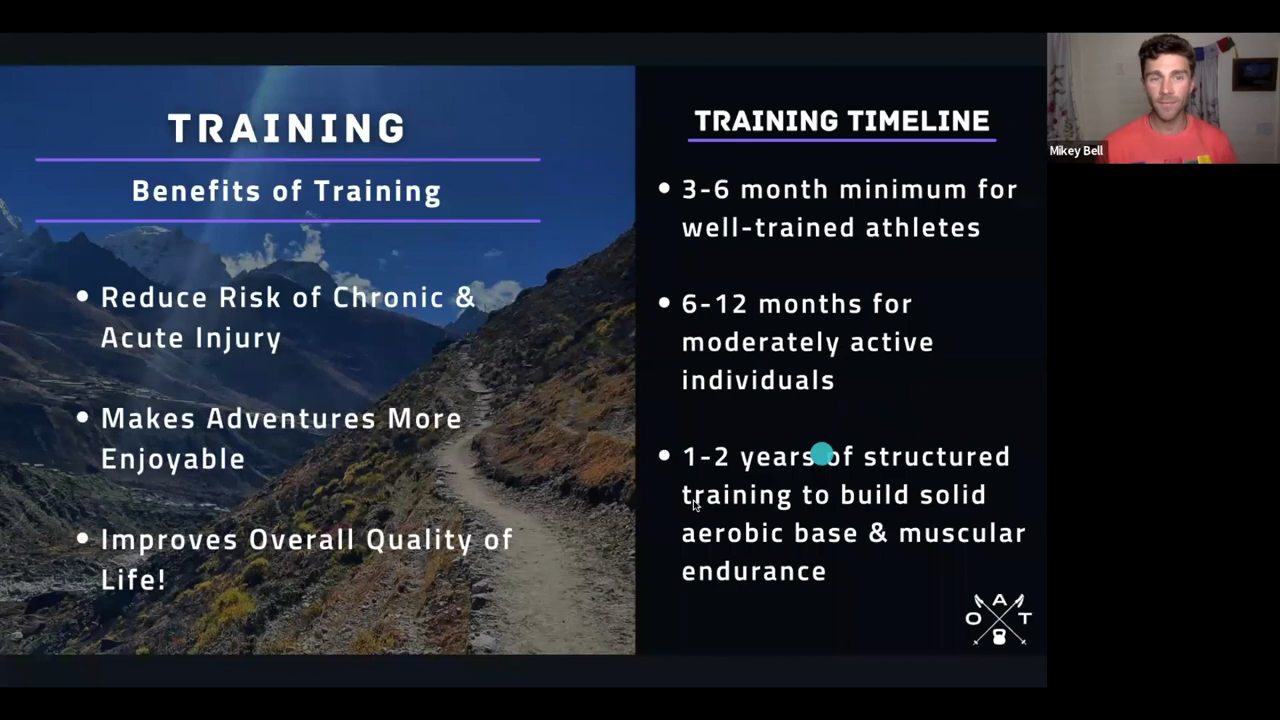 TRAINING
Benefits of Training
• Reduce Risk of Chronic &
Acute Injury
• Makes Adventures More
Enjoyable
• Improves Overall Quality of
Life!
TRAINING TIMELINE
• 3-6 month minimum for
well-trained athletes
• 6-12 months for
moderately active
individuals
• 1-2 years of structured
training to build solid
aerobic base & muscular
endurance
A
O T
Mikey Bell